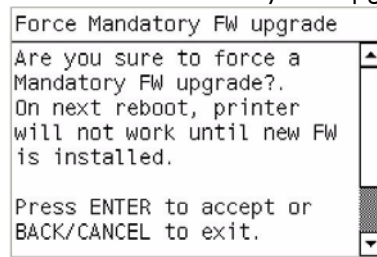 Force Mandatory FW upgrade
Are you sure to force a
Mandatory FW upgrade?.
On next reboot, printer
will not work until new FW
is installed.
Press ENTER to accept or
BACK/CANCEL to exit.